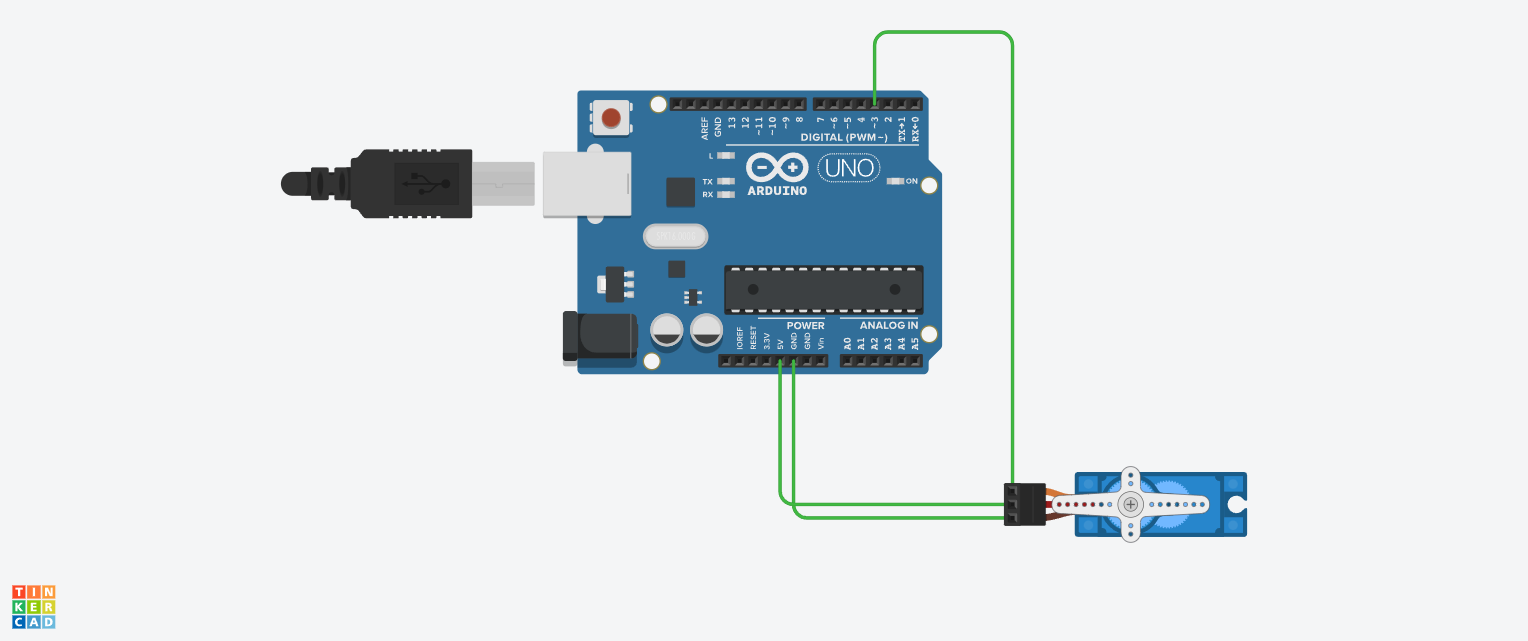 AREF
GND
13
12
~11
~10
~9
8
7
~6
~5
4
~3
2
TX→1
RX←0
DIGITAL (PWM~)
L
TX
RX
ARDUINO
UNO
ON
POWER
ANALOG IN
IOREF
RESET
3.3V
5V
GND
GND
Vin
A0
A1
A2
A3
A4
A5
TIN
KER
CAD